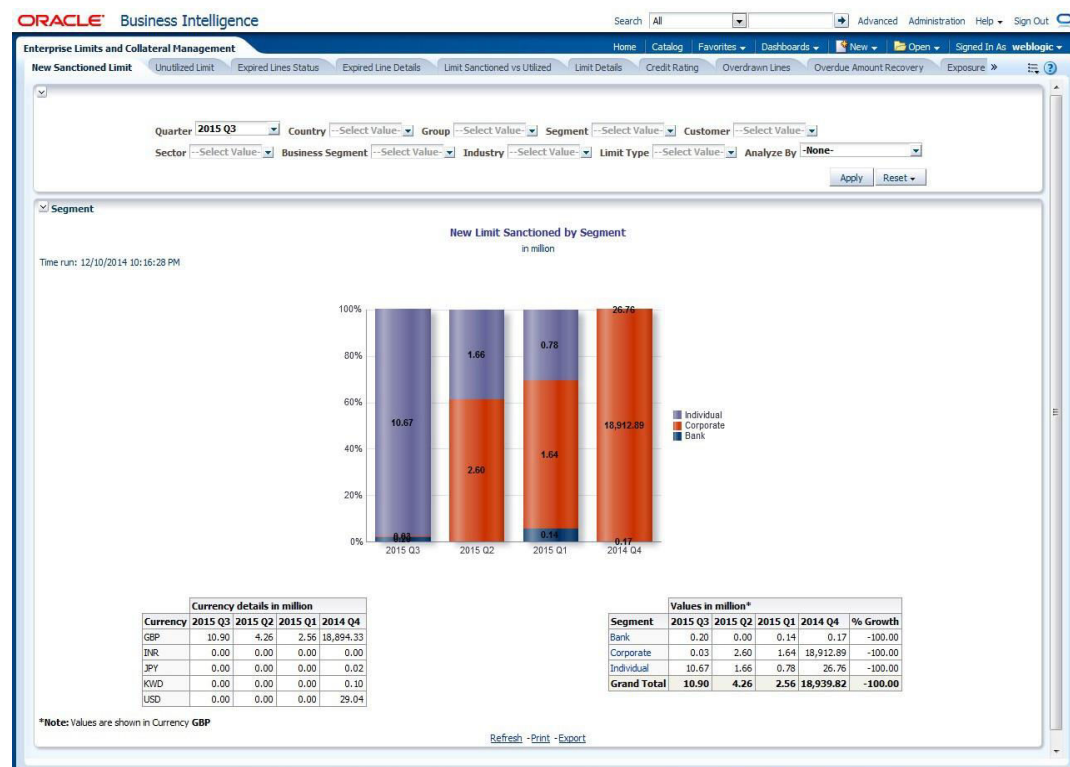 ORACLE Business Intelligence
Search All Advanced Administration Help Sign Out
Enterprise Limits and Collateral Management
Home Catalog Favorites Dashboards New Open Signed In As weblogic
New Sanctioned Limit Unutilized Limit Expired Lines Status Expired Line Details Limit Sanctioned vs Utilized Limit Details Credit Rating Overdrawn Lines Overdue Amount Recovery Exposure »
Quarter 2015 Q3 Country --Select Value- Group --Select Value- Segment --Select Value- Customer --Select Value-
Sector --Select Value- Business Segment --Select Value- Industry --Select Value- Limit Type --Select Value- Analyze By -None-
Apply Reset
Segment
New Limit Sanctioned by Segment
in million
Time run: 12/10/2014 10:16:28 PM
100%
80%
60%
40%
20%
0%
10.67
0.03
0.20
1.66
2.60
0.78
1.64
0.14
26.76
18,912.89
0.17
2015 Q3 2015 Q2 2015 Q1 2014 Q4
Individual
Corporate
Bank
Currency details in million
Currency 2015 Q3 2015 Q2 2015 Q1 2014 Q4
GBP 10.90 4.26 2.56 18,894.33
INR 0.00 0.00 0.00 0.00
JPY 0.00 0.00 0.00 0.02
KWD 0.00 0.00 0.00 0.10
USD 0.00 0.00 0.00 29.04
Values in million*
Segment 2015 Q3 2015 Q2 2015 Q1 2014 Q4 % Growth
Bank 0.20 0.00 0.14 0.17 -100.00
Corporate 0.03 2.60 1.64 18,912.89 -100.00
Individual 10.67 1.66 0.78 26.76 -100.00
Grand Total 10.90 4.26 2.56 18,939.82 -100.00
*Note: Values are shown in Currency GBP
Refresh - Print - Export